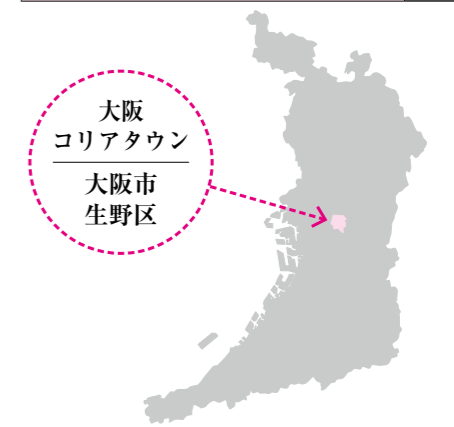 大阪
コリアタウン
大阪市
生野区